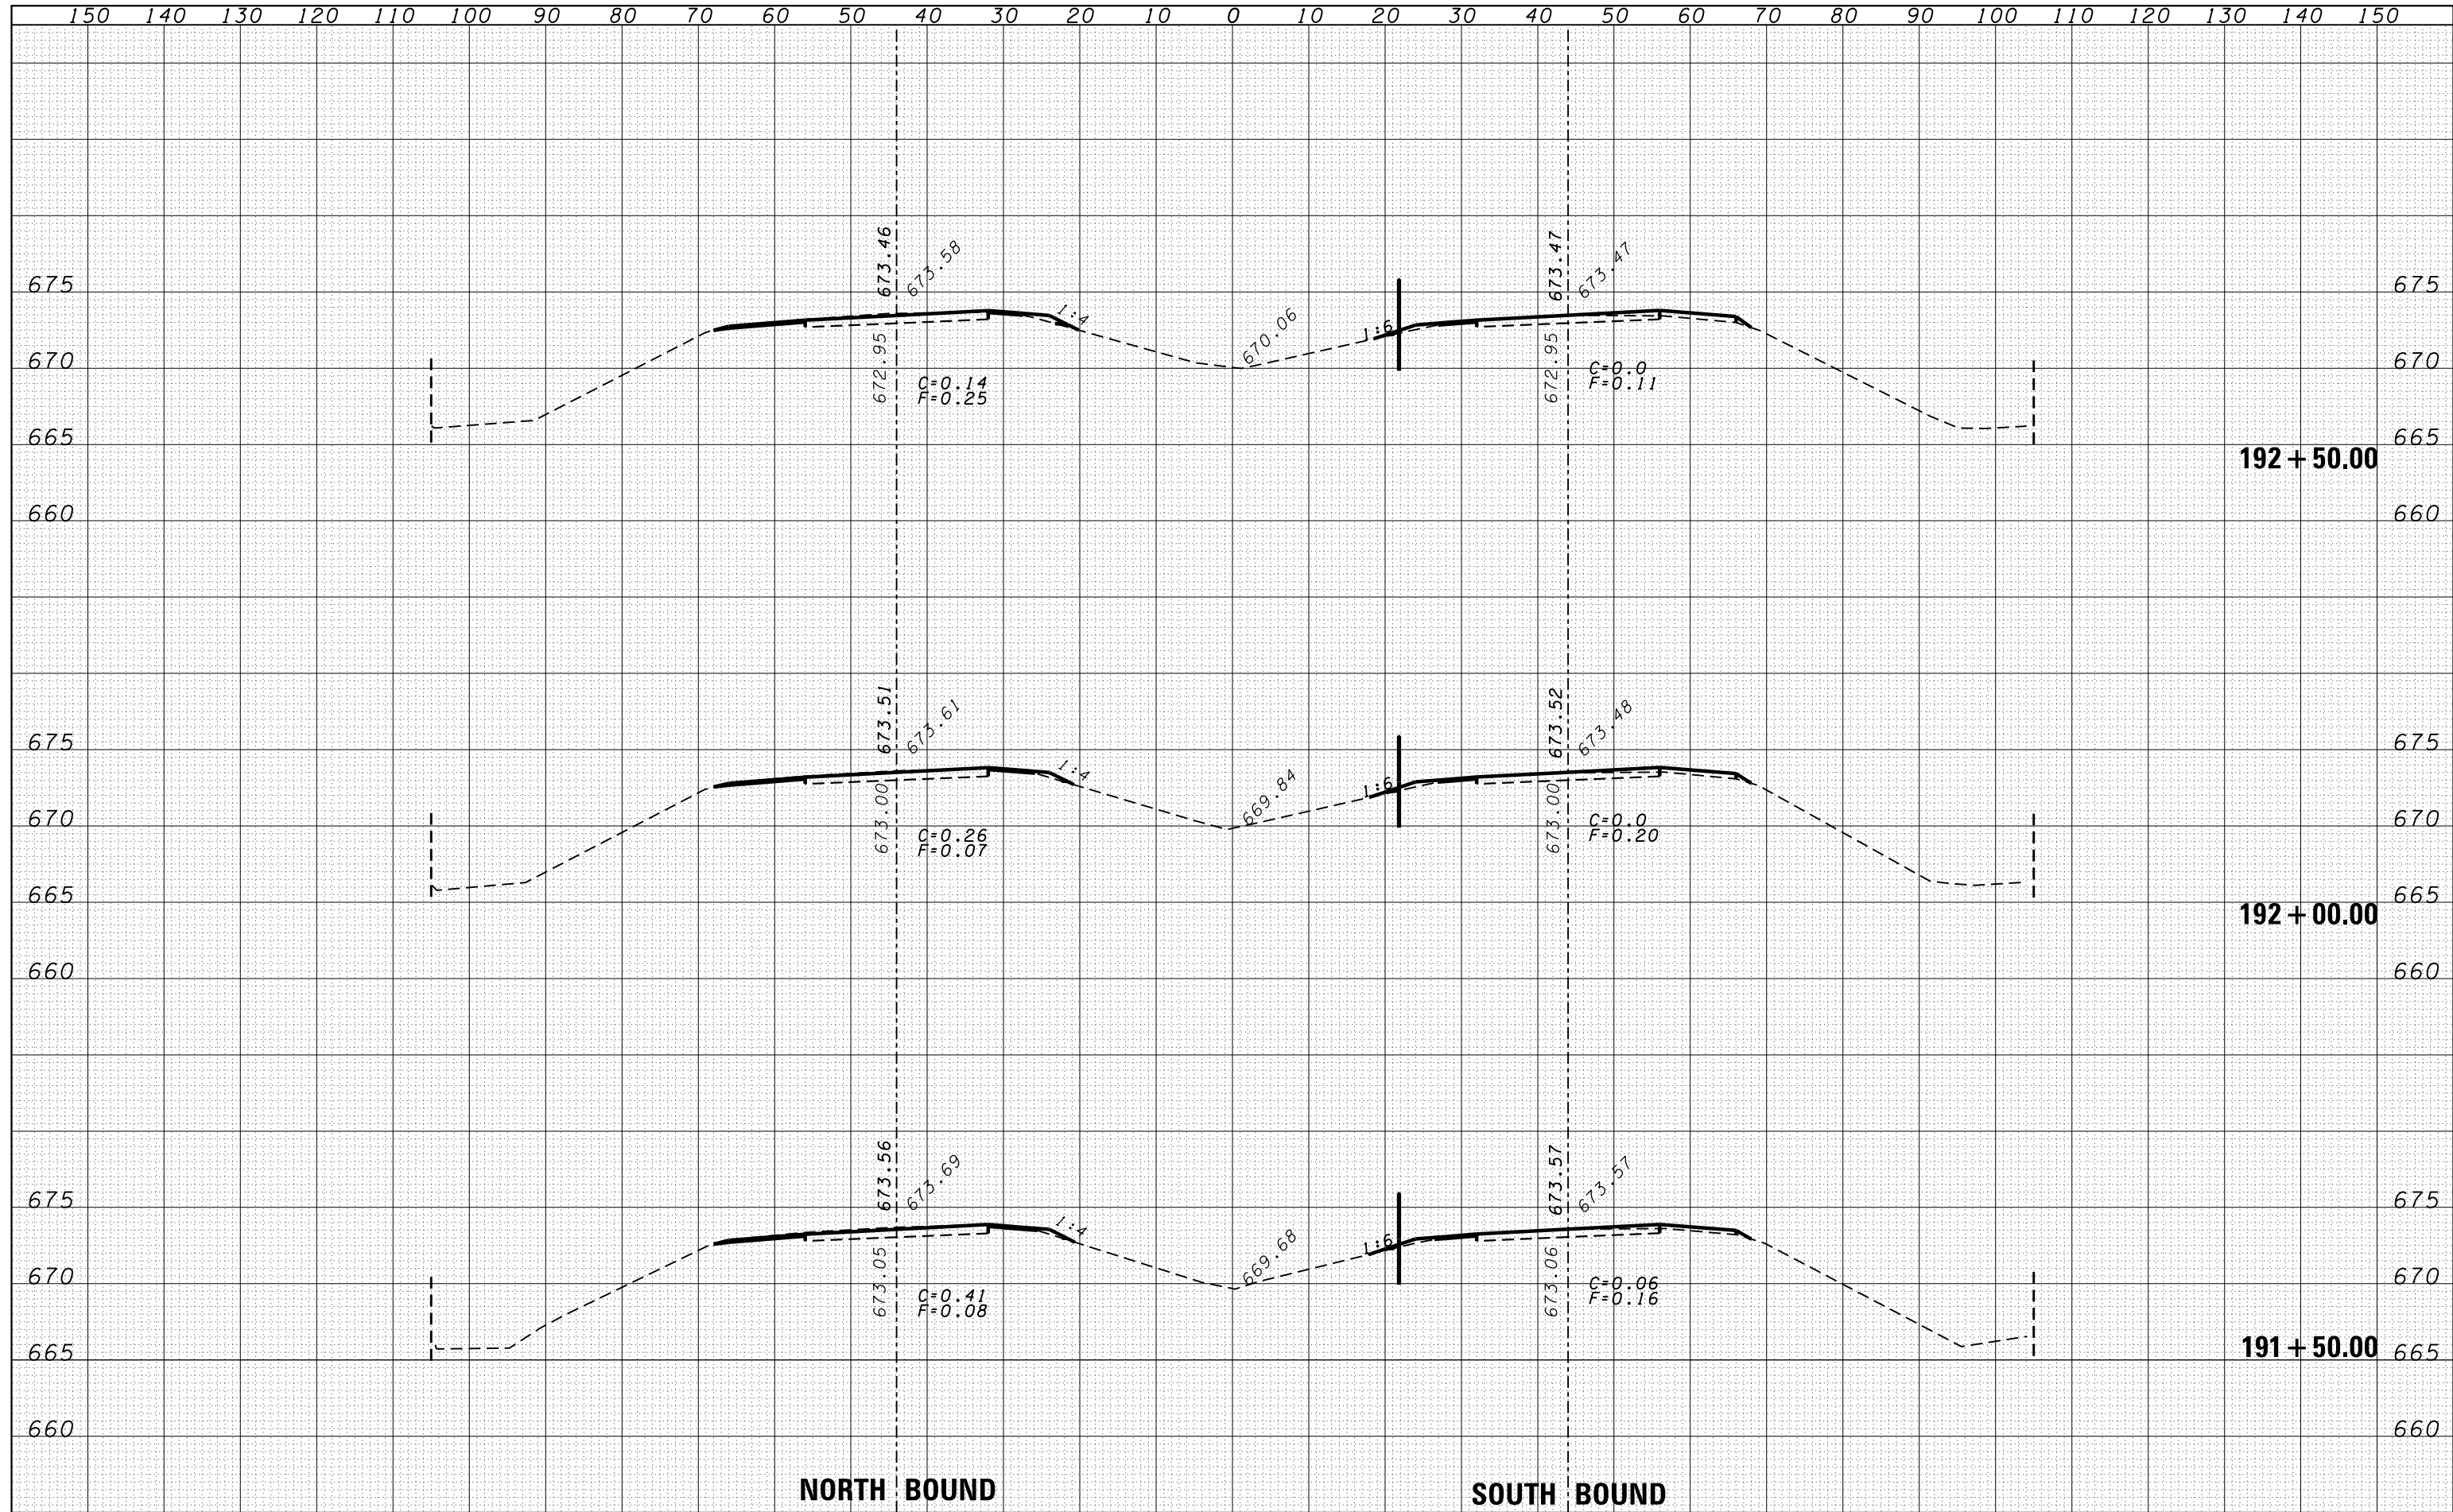 150 140 130 120 110 100 90 80 70 60 50 40 30 20 10 0 10 20 30 40 50 60 70 80 90 100 110 120 130 140 150
673.46 673.58 673.47 673.47
675 1:4 670.06 1:6 675
670 672.95 C=0.14 672.95 C=0.0 670
F=0.25 F=0.11
665 665
192+50.00
660 660
673.51 673.61 673.52 673.48
675 1:4 669.84 1:6 675
670 673.00 C=0.26 673.00 C=0.0 670
F=0.07 F=0.20
665 665
192+00.00
660 660
673.56 673.69 673.57 673.57
675 1:4 669.68 1:6 675
670 673.05 C=0.41 673.06 C=0.06 670
F=0.08 F=0.16
665 191+50.00 665
660 660
NORTH BOUND SOUTH BOUND